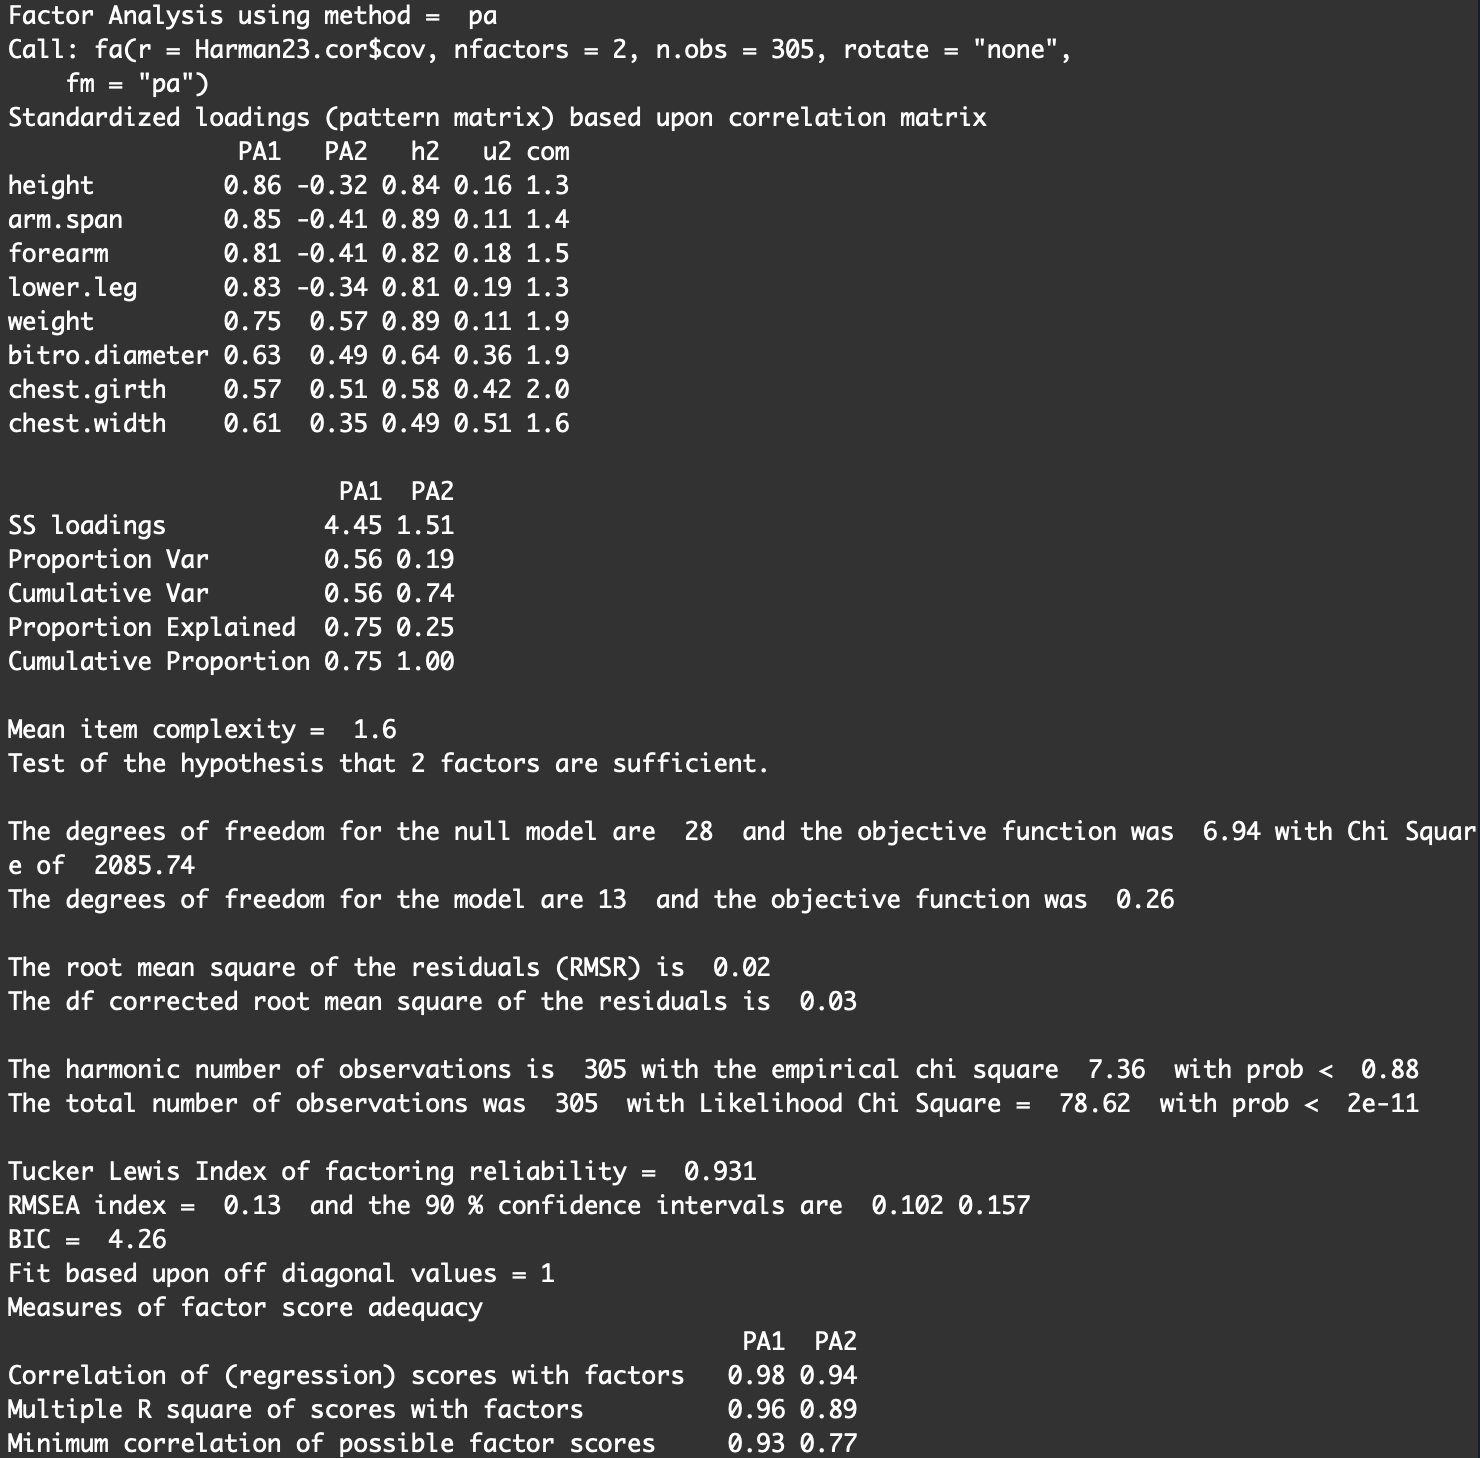 Factor Analysis using method =  pa
Call: fa(r = Harman23.cor$cov, nfactors = 2, n.obs = 305, rotate = "none",
    fm = "pa")
Standardized loadings (pattern matrix) based upon correlation matrix
                PA1   PA2   h2   u2 com
height         0.86 -0.32 0.84 0.16 1.3
arm.span       0.85 -0.41 0.89 0.11 1.4
forearm        0.81 -0.41 0.82 0.18 1.5
lower.leg      0.83 -0.34 0.81 0.19 1.3
weight         0.75  0.57 0.89 0.11 1.9
bitro.diameter 0.63  0.49 0.64 0.36 1.9
chest.girth    0.57  0.51 0.58 0.42 2.0
chest.width    0.61  0.35 0.49 0.51 1.6

                       PA1  PA2
SS loadings           4.45 1.51
Proportion Var        0.56 0.19
Cumulative Var        0.56 0.74
Proportion Explained  0.75 0.25
Cumulative Proportion 0.75 1.00

Mean item complexity =  1.6
Test of the hypothesis that 2 factors are sufficient.

The degrees of freedom for the null model are  28  and the objective function was  6.94 with Chi Squar
e of  2085.74
The degrees of freedom for the model are 13  and the objective function was  0.26

The root mean square of the residuals (RMSR) is  0.02
The df corrected root mean square of the residuals is  0.03

The harmonic number of observations is  305 with the empirical chi square  7.36  with prob <  0.88
The total number of observations was  305  with Likelihood Chi Square =  78.62  with prob <  2e-11

Tucker Lewis Index of factoring reliability =  0.931
RMSEA index =  0.13  and the 90 % confidence intervals are  0.102 0.157
BIC =  4.26
Fit based upon off diagonal values = 1
Measures of factor score adequacy
                                                   PA1  PA2
Correlation of (regression) scores with factors   0.98 0.94
Multiple R square of scores with factors          0.96 0.89
Minimum correlation of possible factor scores     0.93 0.77